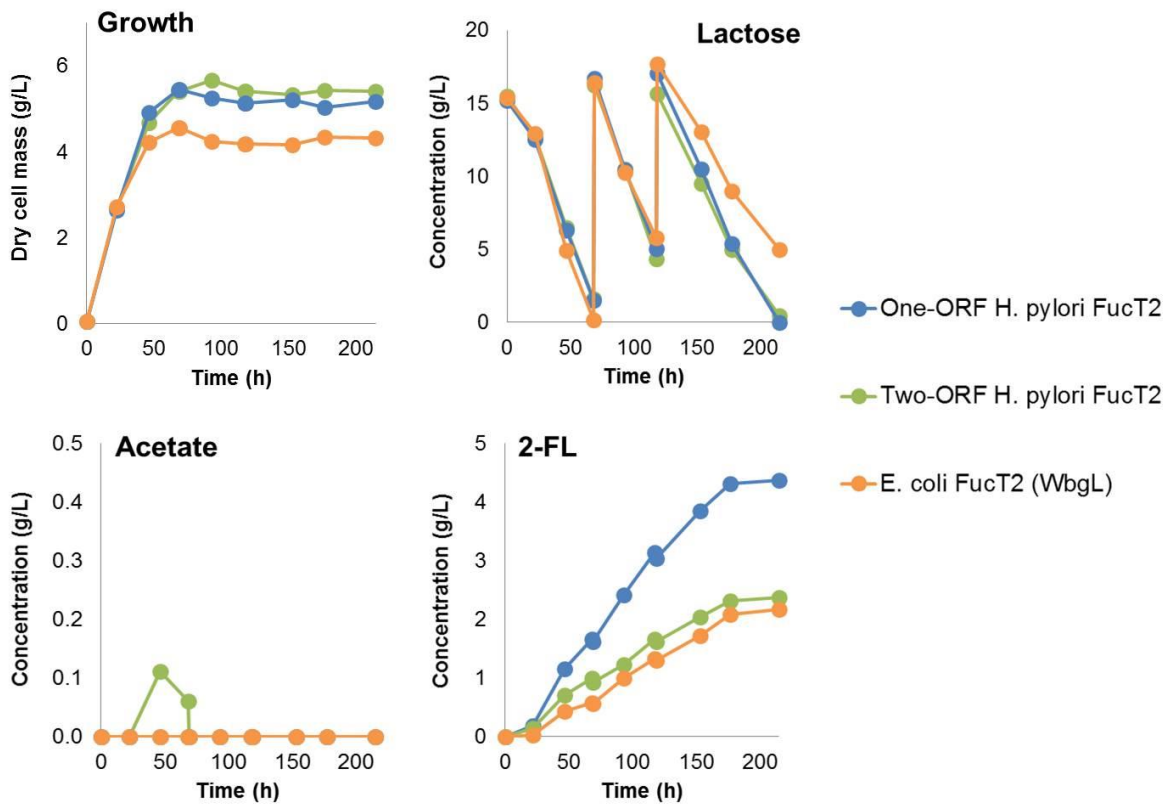 Growth
Dry cell mass (g/L)
6
4
2
0
0 50 100 150 200
Time (h)
Lactose
Concentration (g/L)
20
15
10
5
0
0 50 100 150 200
Time (h)
One-ORF H. pylori FucT2
Two-ORF H. pylori FucT2
E. coli FucT2 (WbgL)
Acetate
Concentration (g/L)
0.5
0.4
0.3
0.2
0.1
0.0
0 50 100 150 200
Time (h)
2-FL
Concentration (g/L)
5
4
3
2
1
0
0 50 100 150 200
Time (h)